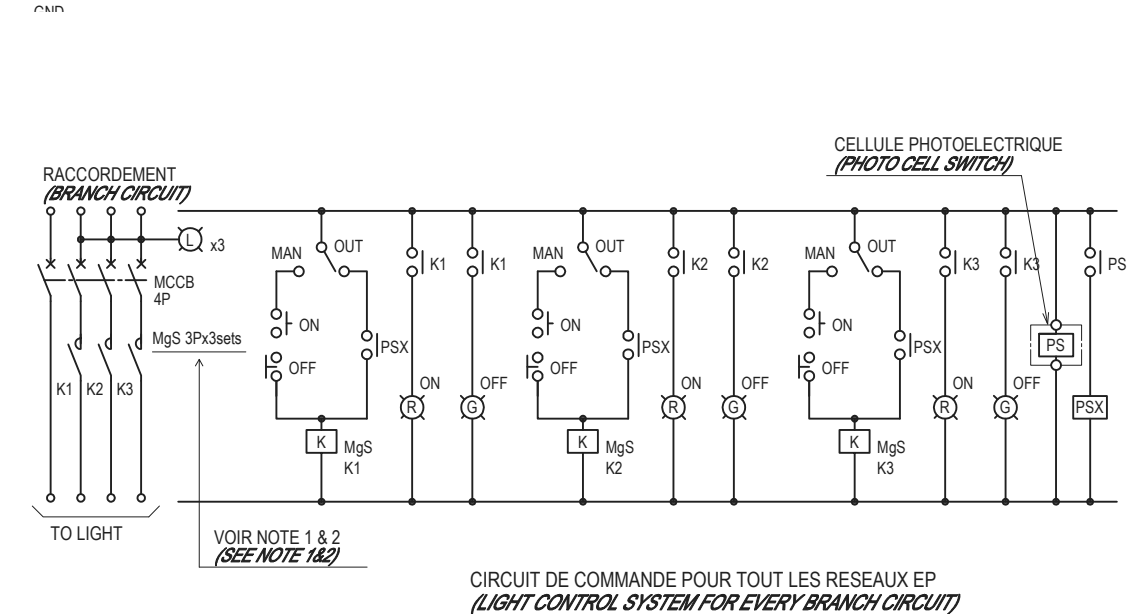 GND
CELLULE PHOTOELECTRIQUE
(PHOTO CELL SWITCH)
RACCORDEMENT
(BRANCH CIRCUIT)
L x3
MCCB
4P
MgS 3Px3sets
K1 K2 K3
TO LIGHT
VOIR NOTE 1 & 2
(SEE NOTE 1&2)
MAN OUT
ON
OFF
PSX
K MgS
K1
K1 K1
ON OFF
R G
MAN OUT
ON
OFF
PSX
K MgS
K2
K2 K2
ON OFF
R G
MAN OUT
ON
OFF
PSX
K MgS
K3
K3 K3
ON OFF
R G
PS
PS
PSX
CIRCUIT DE COMMANDE POUR TOUT LES RESEAUX EP
(LIGHT CONTROL SYSTEM FOR EVERY BRANCH CIRCUIT)